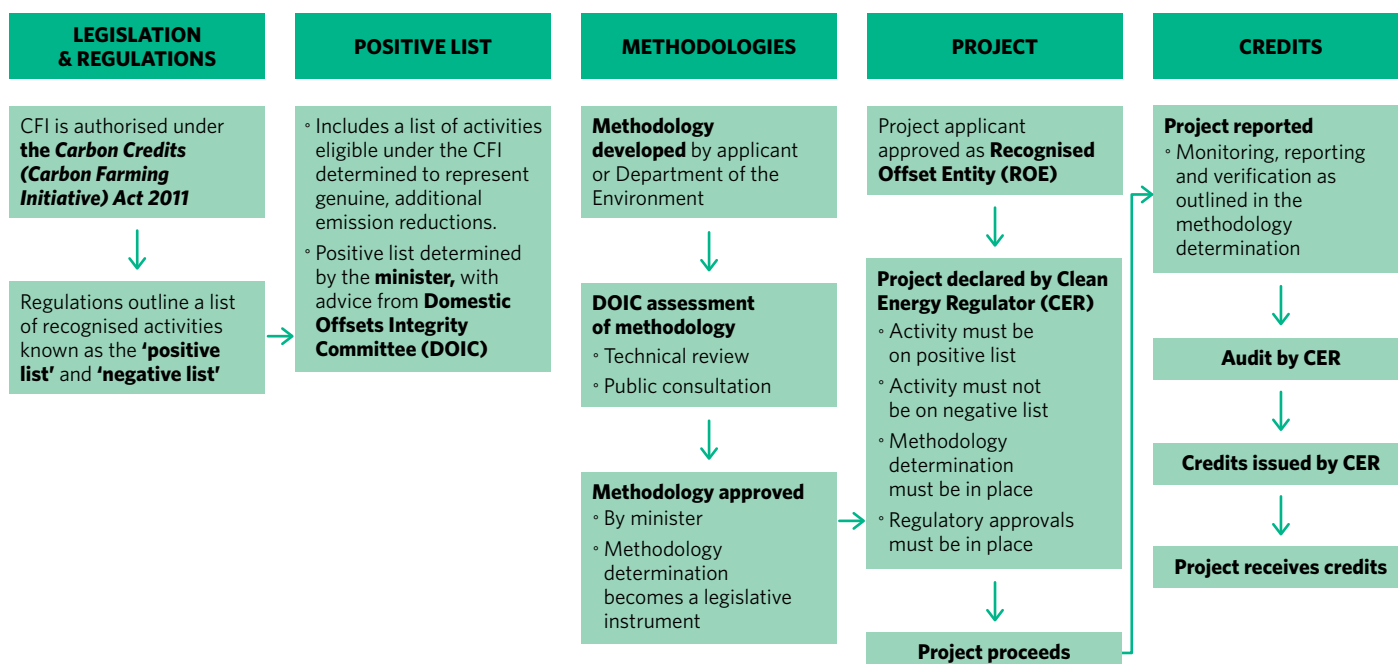 LEGISLATION
& REGULATIONS
CFI is authorised under
the Carbon Credits
(Carbon Farming
Initiative) Act 2011
Regulations outline a list
of recognised activities
known as the ‘positive
list’ and ‘negative list’
POSITIVE LIST
◦ Includes a list of activities
eligible under the CFI
determined to represent
genuine, additional
emission reductions.
◦ Positive list determined
by the minister, with
advice from Domestic
Offsets Integrity
Committee (DOIC)
METHODOLOGIES
Methodology
developed by applicant
or Department of the
Environment
DOIC assessment
of methodology
◦ Technical review
◦ Public consultation
Methodology approved
◦ By minister
◦ Methodology
determination
becomes a legislative
instrument
PROJECT
Project applicant
approved as Recognised
Offset Entity (ROE)
Project declared by Clean
Energy Regulator (CER)
◦ Activity must be
on positive list
◦ Activity must not
be on negative list
◦ Methodology
determination
must be in place
◦ Regulatory approvals
must be in place
Project proceeds
CREDITS
Project reported
◦ Monitoring, reporting
and verification as
outlined in the
methodology
determination
Audit by CER
Credits issued by CER
Project receives credits